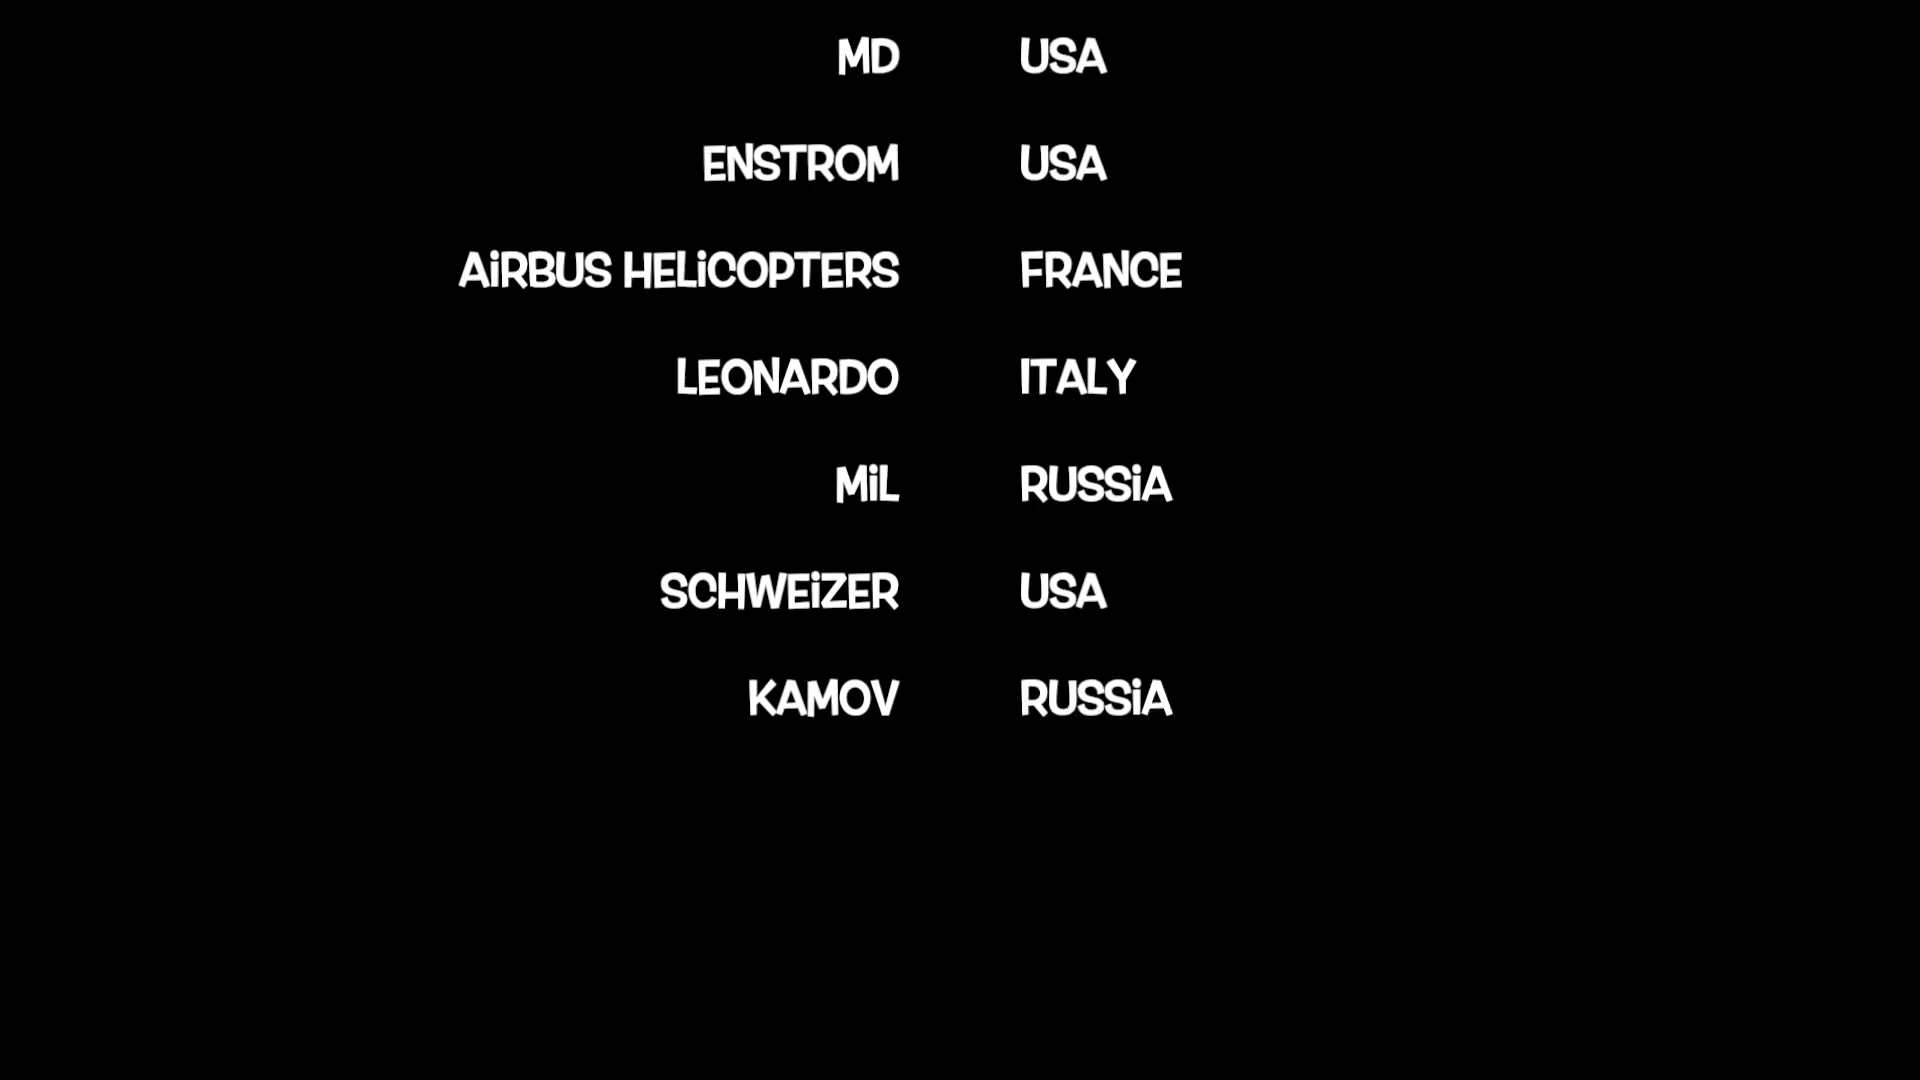 MD USA
ENSTROM USA
AiRBUS HELiCOPTERS FRANCE
LEONARDO ITALY
MiL RUSSiA
SCHWEiZER USA
KAMOV RUSSiA